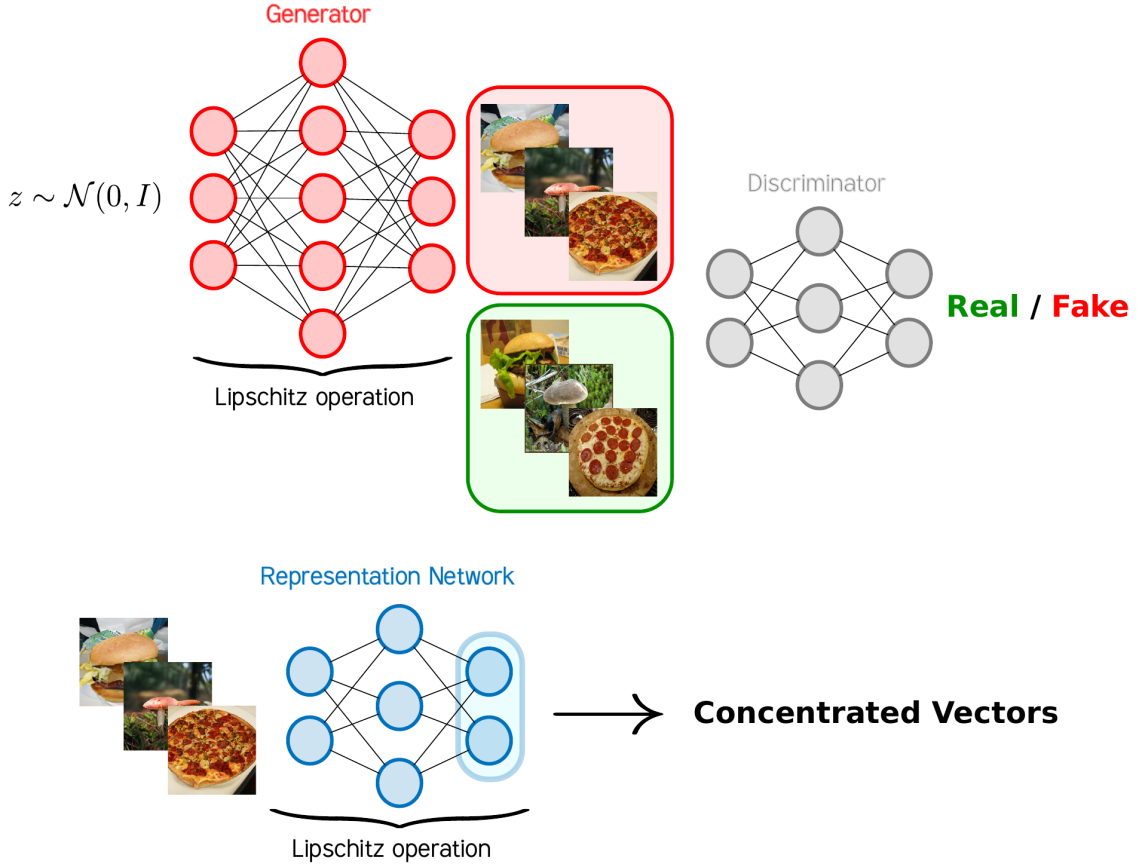 Generator
z ∼ 𝒩(0, I)
Discriminator
Real / Fake
Lipschitz operation
Representation Network
Concentrated Vectors
Lipschitz operation